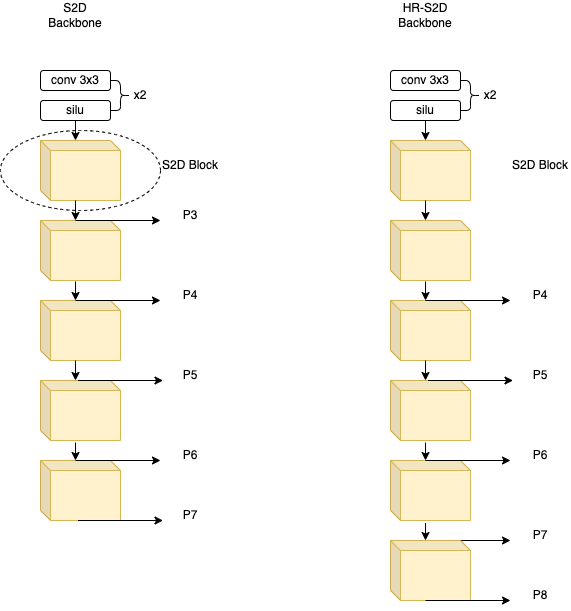 S2D
Backbone
conv 3x3
silu
x2
S2D Block
P3
P4
P5
P6
P7
HR-S2D
Backbone
conv 3x3
silu
x2
S2D Block
P4
P5
P6
P7
P8